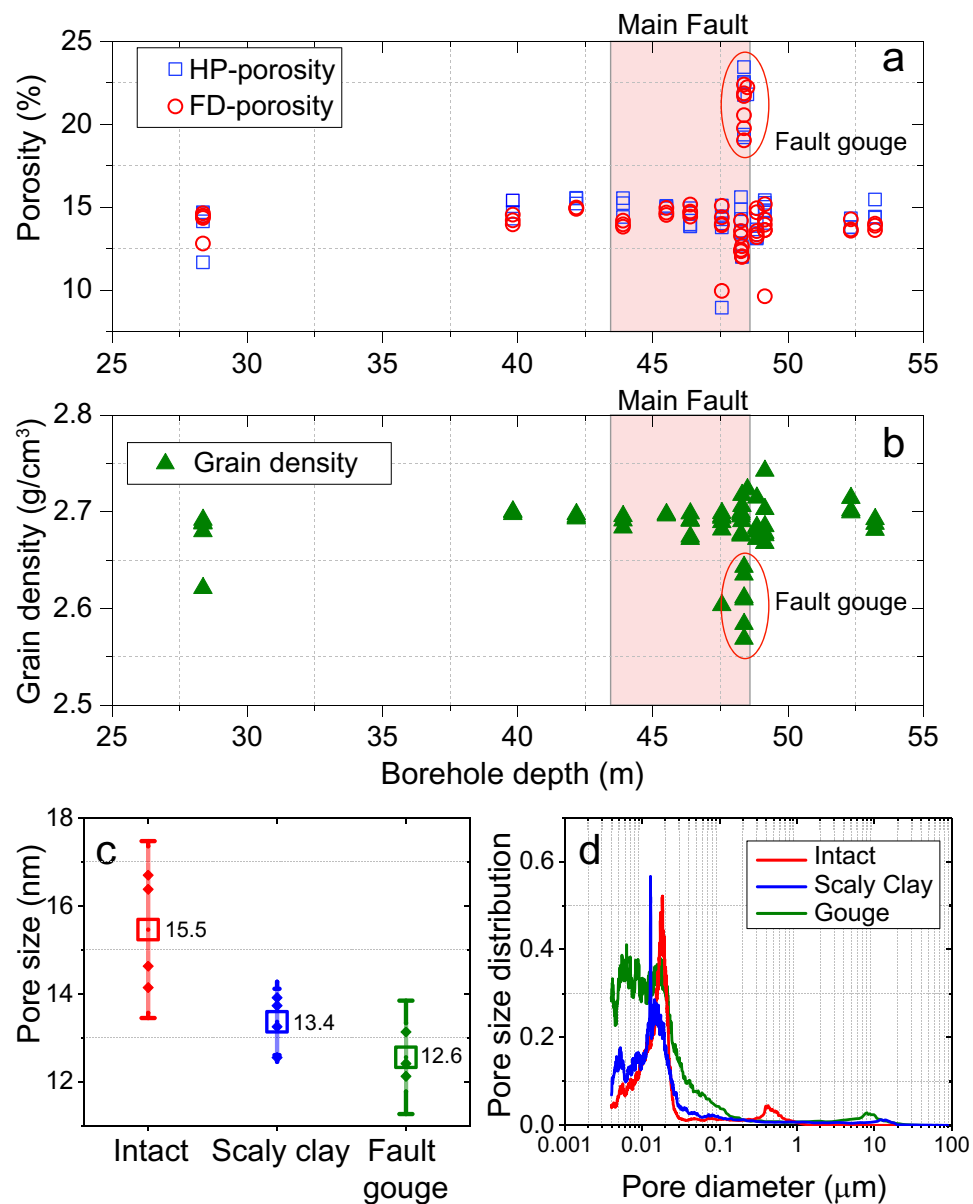 Main Fault
a
HP-porosity
FD-porosity
Fault gouge
Porosity (%)
25
20
15
10
25 30 35 40 45 50 55
Main Fault
b
Grain density
Fault gouge
Grain density (g/cm³)
2.8
2.7
2.6
2.5
25 30 35 40 45 50 55
Borehole depth (m)
c
Pore size (nm)
18
16
14
12
15.5
13.4
12.6
Intact Scaly clay Fault
gouge
d
Intact
Scaly Clay
Gouge
Pore size distribution
0.6
0.4
0.2
0.0
0.001 0.01 0.1 1 10 100
Pore diameter (μm)